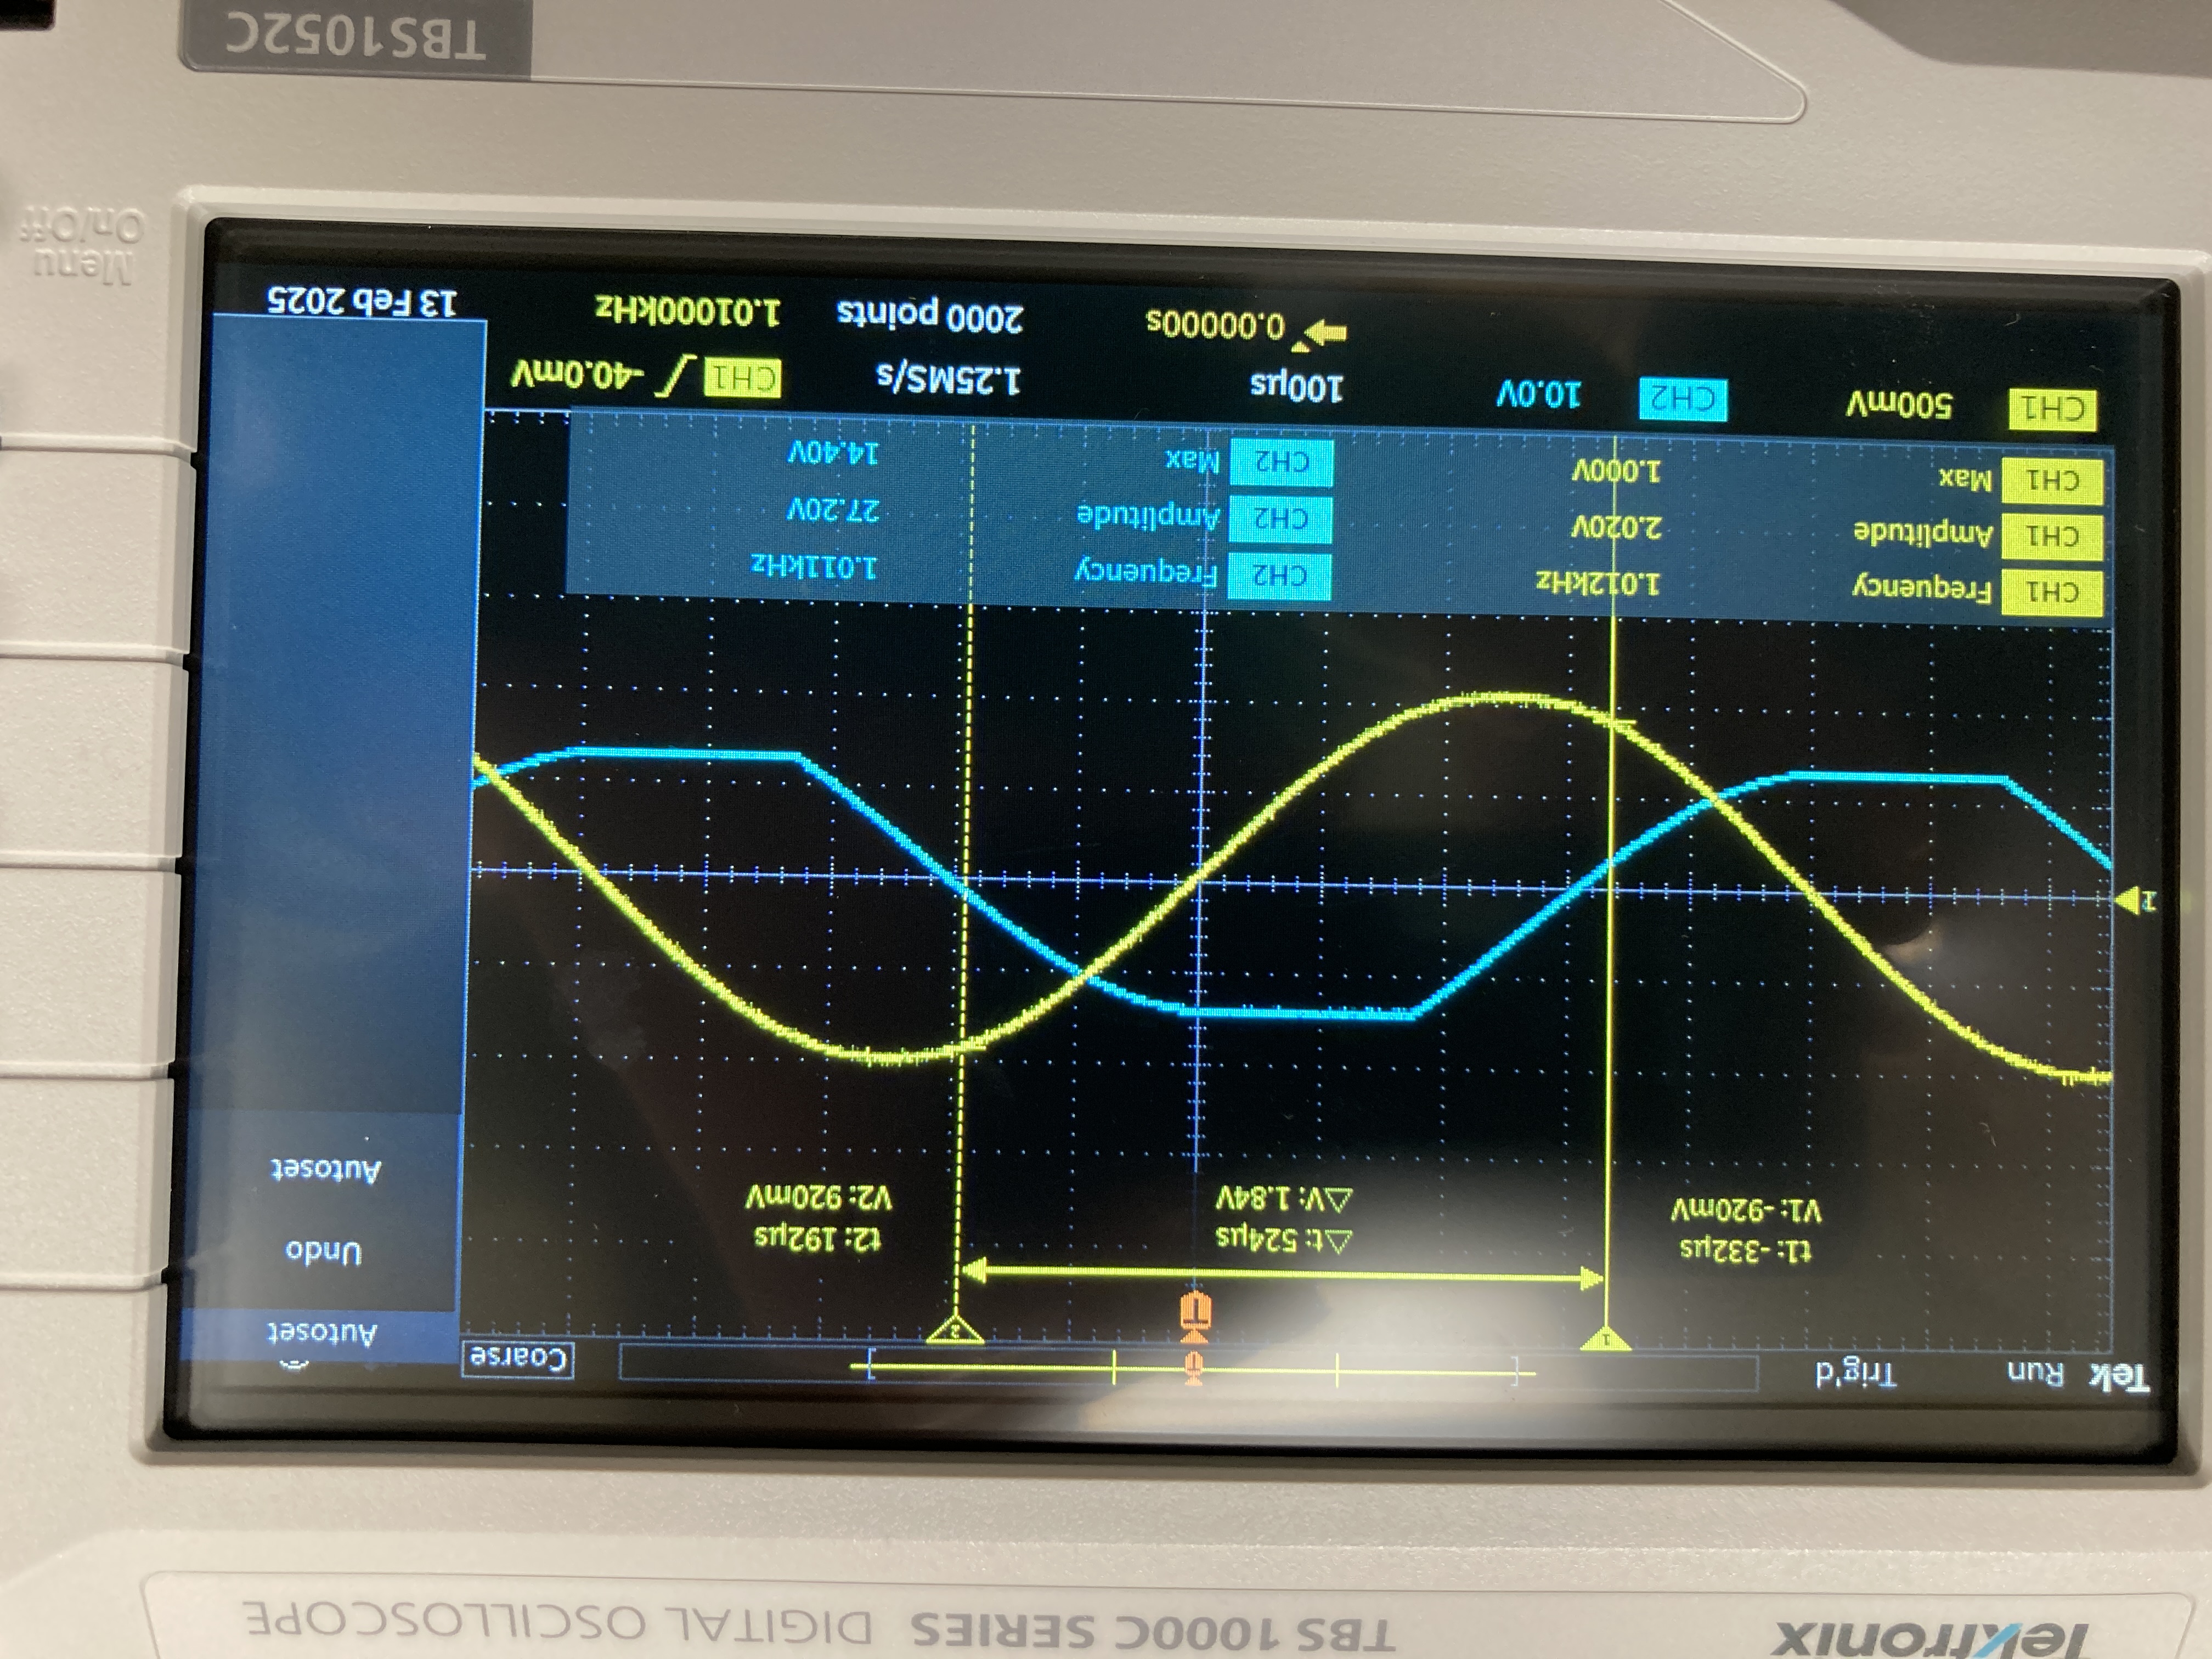 Tektronix
TBS 1000C SERIES DIGITAL OSCILLOSCOPE
Tek Run Trig'd
Coarse
Autoset
Undo
Autoset
1
T
T
2
t1: -332µs
V1: -920mV
△t: 524µs
△V: 1.84V
t2: 192µs
V2: 920mV
CH1 Frequency 1.012kHz
CH1 Amplitude 2.020V
CH1 Max 1.000V
CH2 Frequency 1.011kHz
CH2 Amplitude 27.20V
CH2 Max 14.40V
CH1 500mV CH2 10.0V 100µs 1.25MS/s CH1 -40.0mV
0.00000s 2000 points 1.01000kHz
13 Feb 2025
Menu
On/Off
TBS1052C